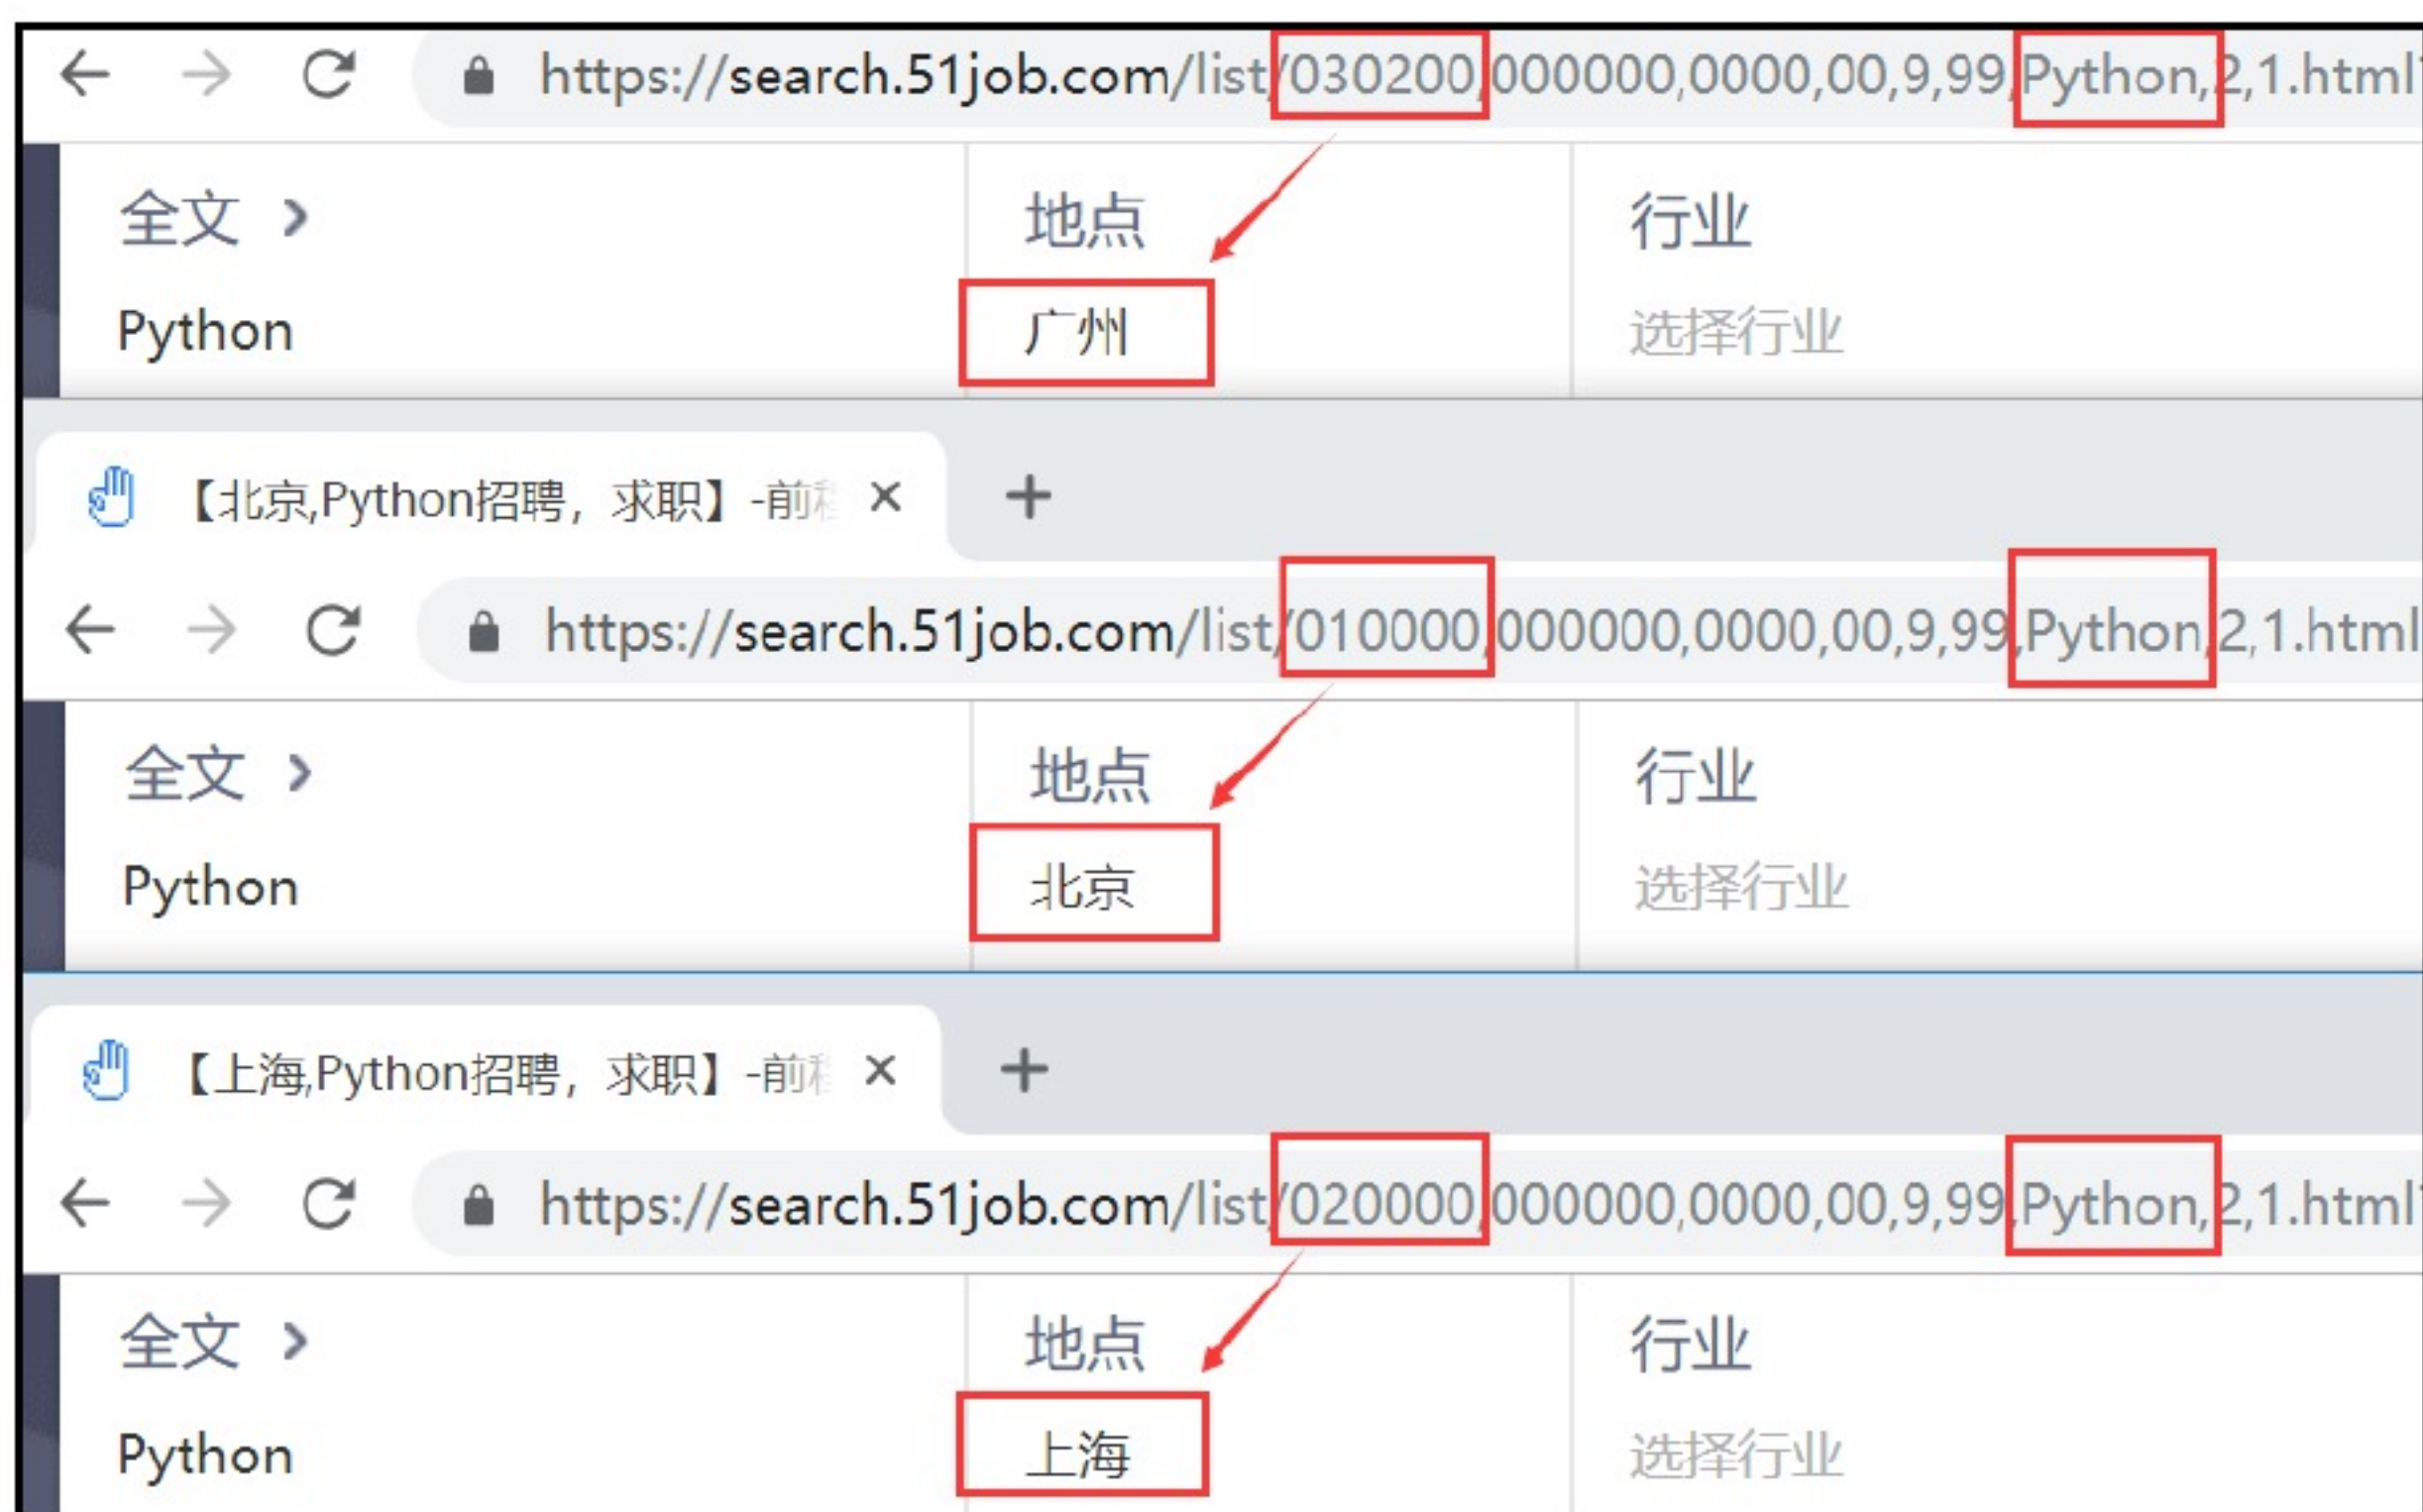 https://search.51job.com/list/030200,000000,0000,00,9,99,Python,2,1.html
全文 地点 行业
Python 广州 选择行业
【北京,Python招聘，求职】-前
https://search.51job.com/list/010000,000000,0000,00,9,99,Python,2,1.html
全文 地点 行业
Python 北京 选择行业
【上海,Python招聘，求职】-前
https://search.51job.com/list/020000,000000,0000,00,9,99,Python,2,1.html
全文 地点 行业
Python 上海 选择行业